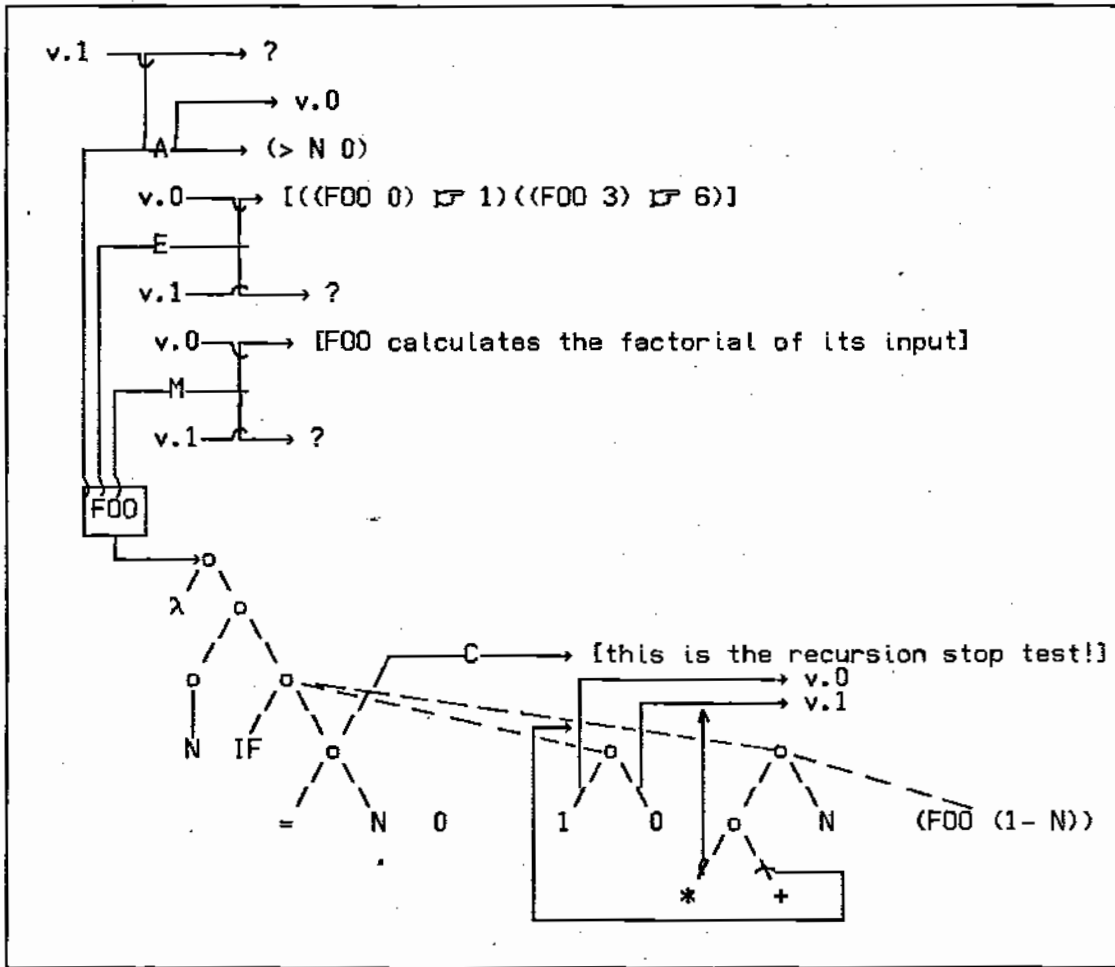 v.1 → ?
→ v.0
A → (> N 0)
v.0 → [((FOO 0) ☞ 1)((FOO 3) ☞ 6)]
E
v.1 → ?
v.0 → [FOO calculates the factorial of its input]
M
v.1 → ?
FOO
o
λ o
C → [this is the recursion stop test!]
o o → v.0
→ v.1
N IF o o o
= N 0 1 0 o N (FOO (1- N))
* +